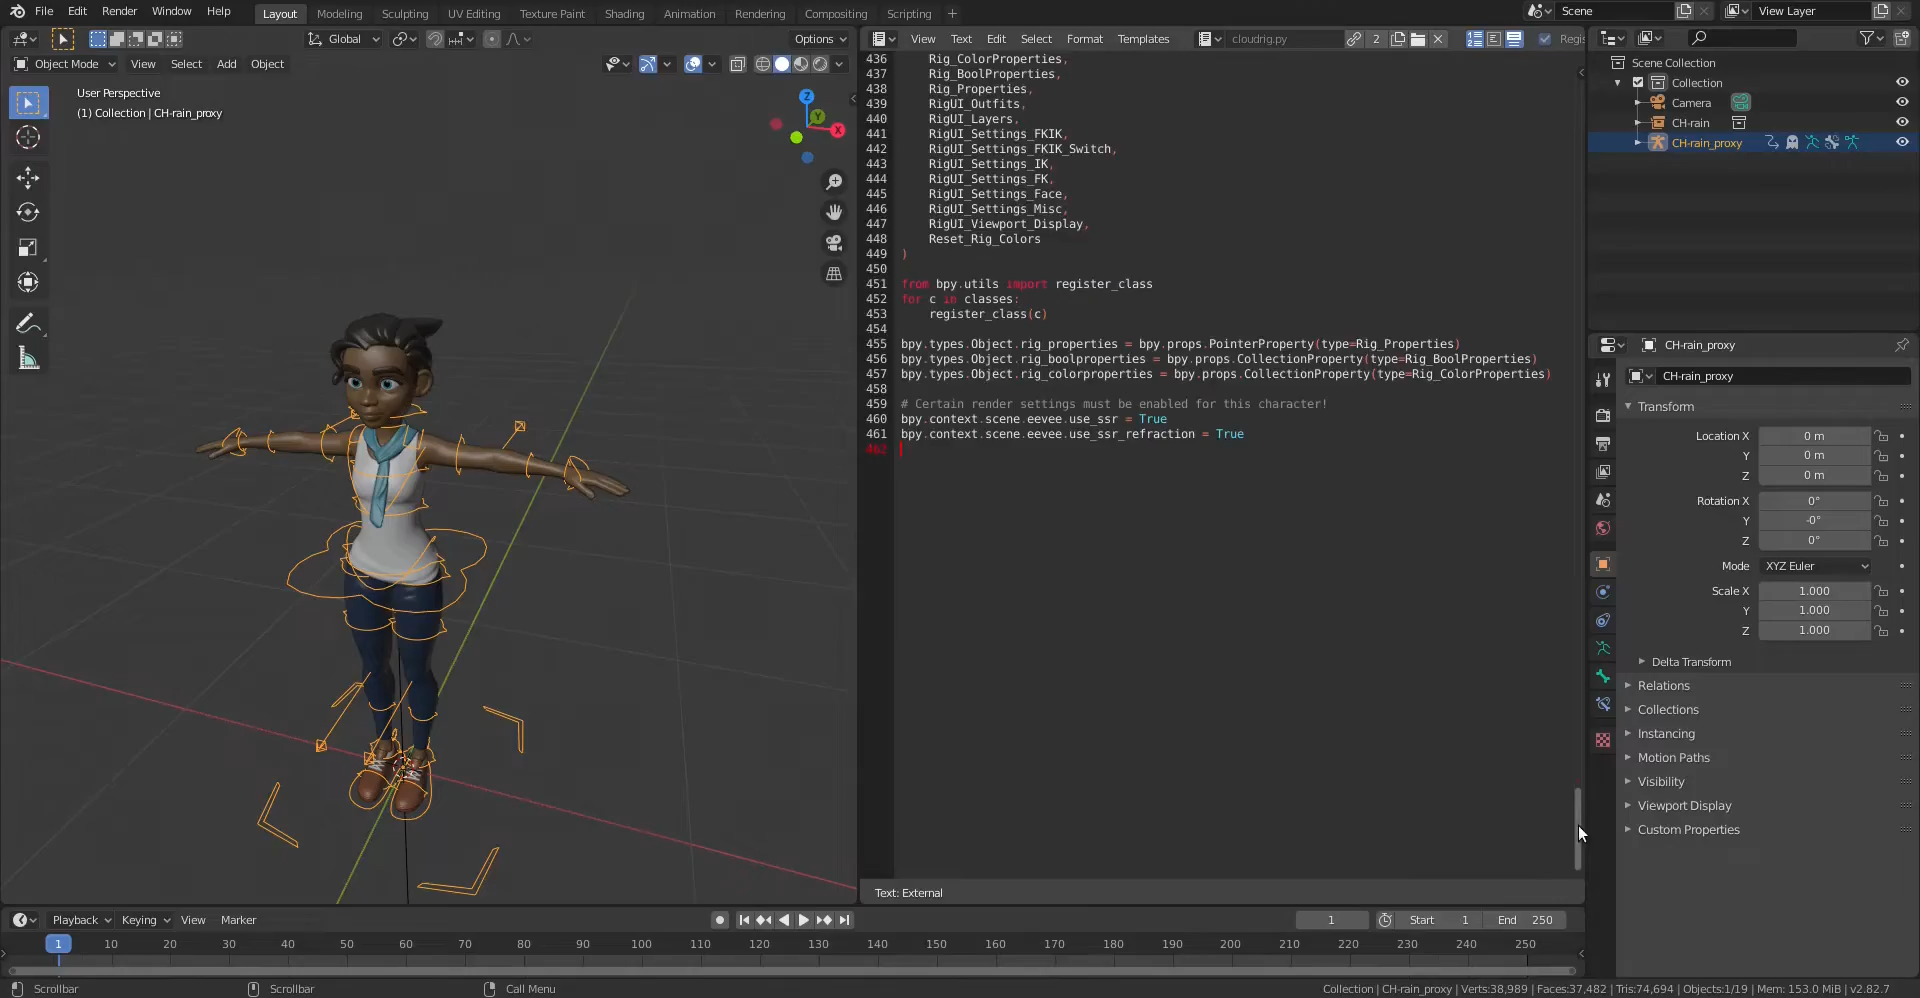 File Edit Render Window Help
Layout Modeling Sculpting UV Editing Texture Paint Shading Animation Rendering Compositing Scripting +
Scene
View Layer
Global
Options
View Text Edit Select Format Templates
cloudrig.py
2
Regis
Object Mode View Select Add Object
User Perspective
(1) Collection | CH-rain_proxy
Z
Y
X
436 Rig_ColorProperties,
437 Rig_BoolProperties,
438 Rig_Properties,
439 RigUI_Outfits,
440 RigUI_Layers,
441 RigUI_Settings_FKIK,
442 RigUI_Settings_FKIK_Switch,
443 RigUI_Settings_IK,
444 RigUI_Settings_FK,
445 RigUI_Settings_Face,
446 RigUI_Settings_Misc,
447 RigUI_Viewport_Display,
448 Reset_Rig_Colors
449 )
450
451 from bpy.utils import register_class
452 for c in classes:
453 register_class(c)
454
455 bpy.types.Object.rig_properties = bpy.props.PointerProperty(type=Rig_Properties)
456 bpy.types.Object.rig_boolproperties = bpy.props.CollectionProperty(type=Rig_BoolProperties)
457 bpy.types.Object.rig_colorproperties = bpy.props.CollectionProperty(type=Rig_ColorProperties)
458
459 # Certain render settings must be enabled for this character!
460 bpy.context.scene.eevee.use_ssr = True
461 bpy.context.scene.eevee.use_ssr_refraction = True
462
Text: External
Scene Collection
Collection
Camera
CH-rain
CH-rain_proxy
CH-rain_proxy
CH-rain_proxy
Transform
Location X 0 m
Y 0 m
Z 0 m
Rotation X 0°
Y -0°
Z 0°
Mode XYZ Euler
Scale X 1.000
Y 1.000
Z 1.000
Delta Transform
Relations
Collections
Instancing
Motion Paths
Visibility
Viewport Display
Custom Properties
Playback Keying View Marker
1
Start 1
End 250
1 10 20 30 40 50 60 70 80 90 100 110 120 130 140 150 160 170 180 190 200 210 220 230 240 250
Scrollbar
Scrollbar
Call Menu
Collection | CH-rain_proxy | Verts:38,989 | Faces:37,482 | Tris:74,694 | Objects:1/19 | Mem: 153.0 MiB | v2.82.7